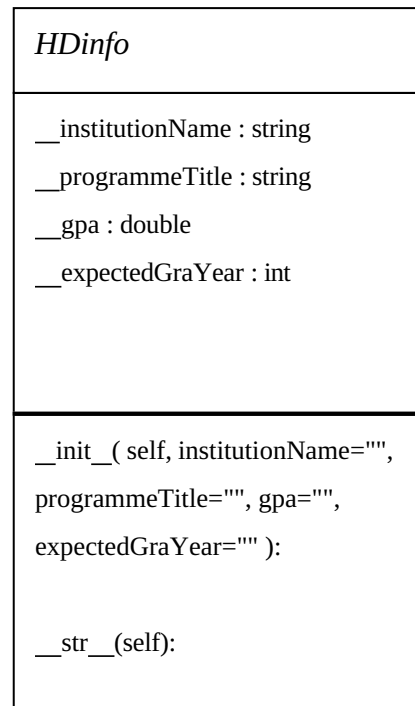 HDinfo
__institutionName : string
__programmeTitle : string
__gpa : double
__expectedGraYear : int
__init__( self, institutionName="",
programmeTitle="", gpa="",
expectedGraYear="" ):
__str__(self):